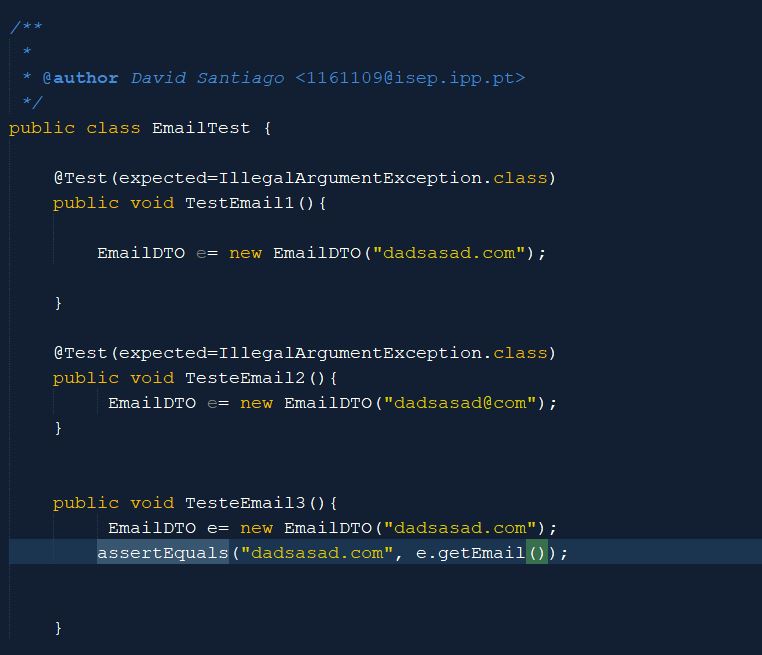 /**
 *
 * @author David Santiago <1161109@isep.ipp.pt>
 */
public class EmailTest {
    @Test(expected=IllegalArgumentException.class)
    public void TestEmail1(){
        EmailDTO e= new EmailDTO("dadsasad.com");
    }
    @Test(expected=IllegalArgumentException.class)
    public void TesteEmail2(){
         EmailDTO e= new EmailDTO("dadsasad@com");
    }
    public void TesteEmail3(){
         EmailDTO e= new EmailDTO("dadsasad.com");
        assertEquals("dadsasad.com", e.getEmail());
    }